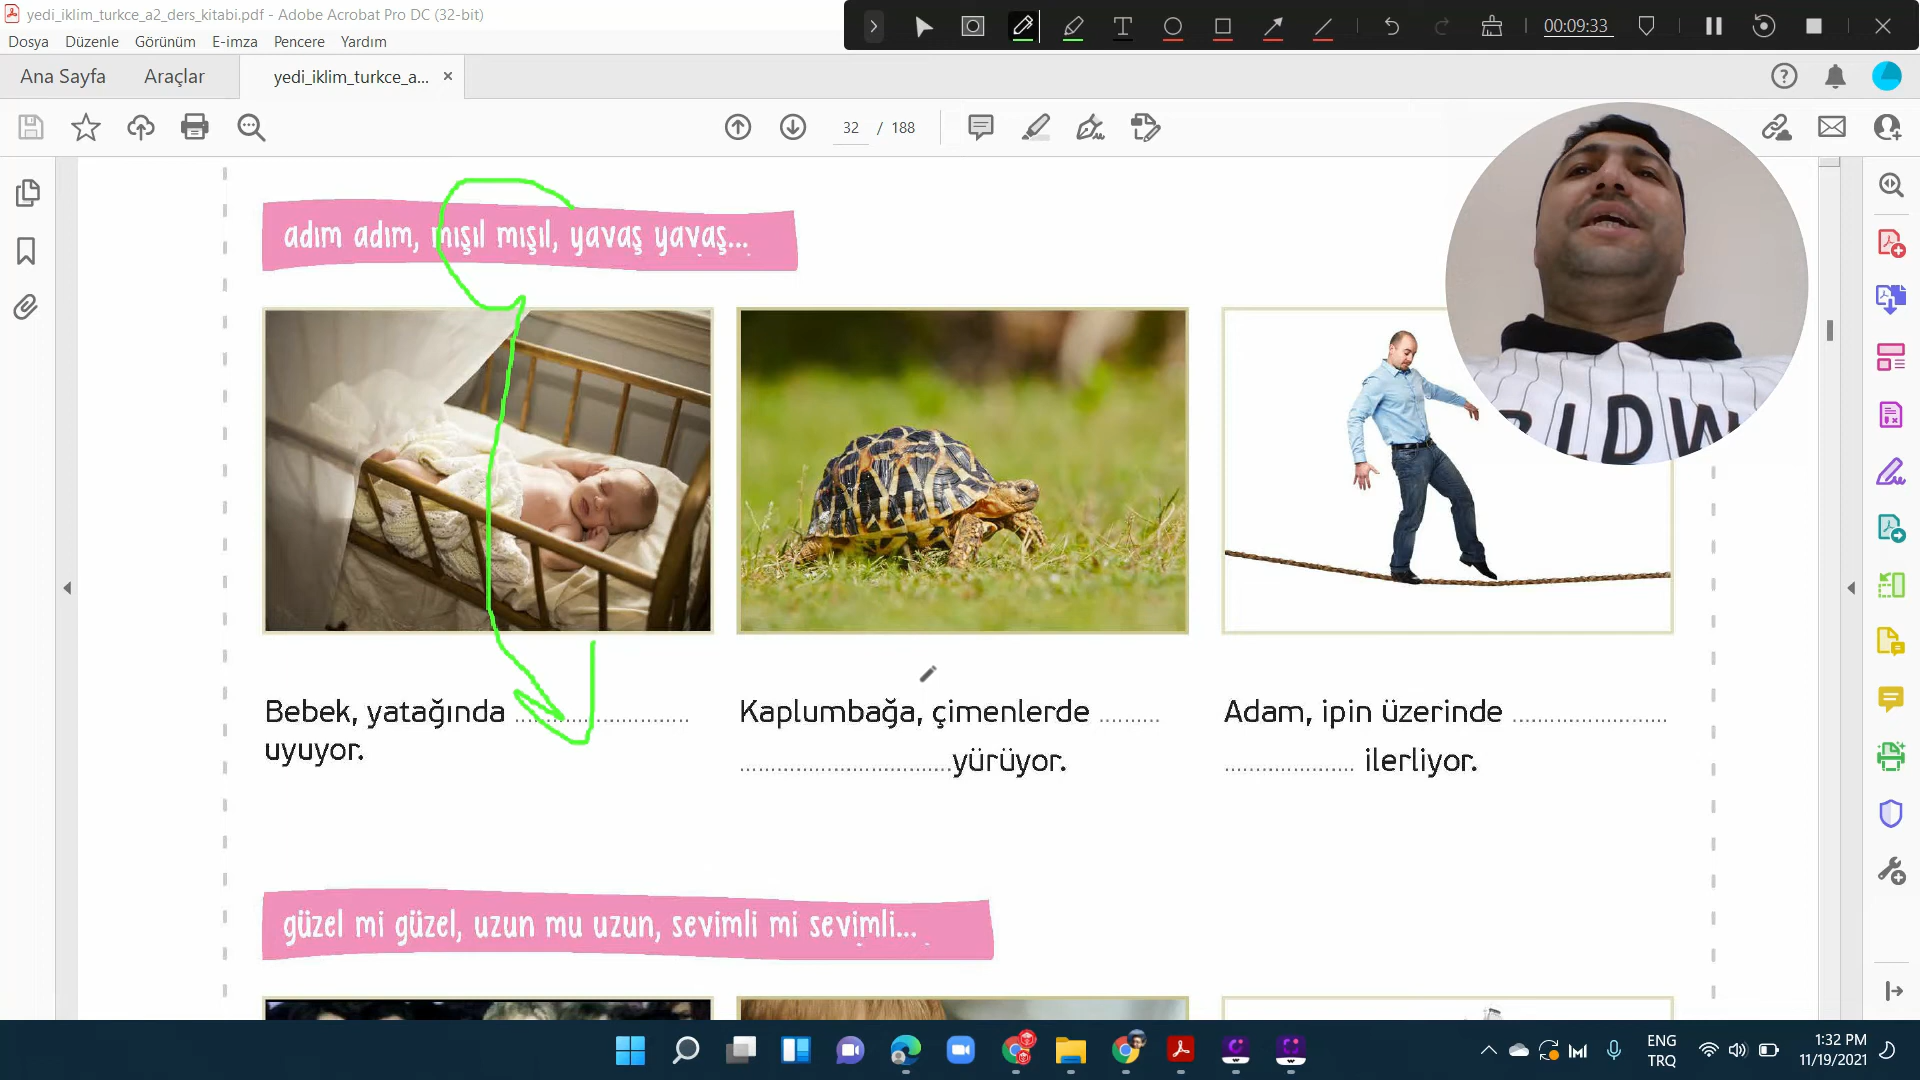 yedi_iklim_turkce_a2_ders_kitabi.pdf - Adobe Acrobat Pro DC (32-bit)
00:09:33
Dosya Düzenle Görünüm E-imza Pencere Yardım
Ana Sayfa Araçlar yedi_iklim_turkce_a...
32 / 188
adım adım, mışıl mışıl, yavaş yavaş...
Bebek, yatağında ........................
uyuyor.
Kaplumbağa, çimenlerde ..........
.............................yürüyor.
Adam, ipin üzerinde .....................
.................. ilerliyor.
güzel mi güzel, uzun mu uzun, sevimli mi sevimli...
ENG
TRQ
1:32 PM
11/19/2021